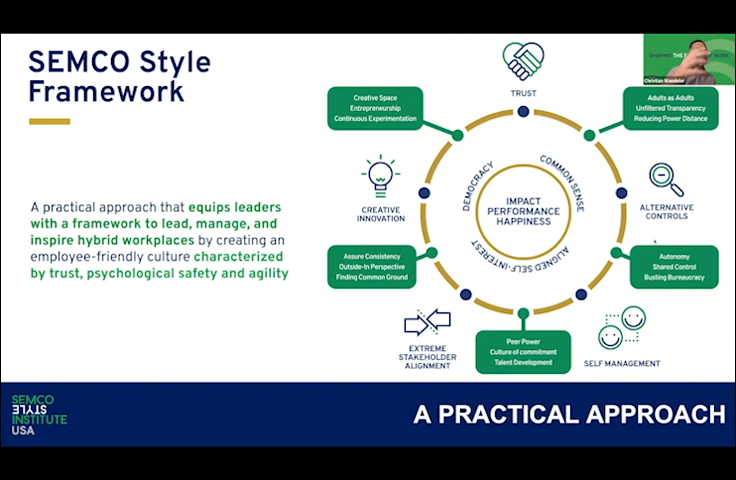 SEMCO Style
Framework
A practical approach that equips leaders
with a framework to lead, manage, and
inspire hybrid workplaces by creating an
employee-friendly culture characterized
by trust, psychological safety and agility
TRUST
Creative Space
Entrepreneurship
Continuous Experimentation
Adults as Adults
Unfiltered Transparency
Reducing Power Distance
CREATIVE
INNOVATION
DEMOCRACY
COMMON SENSE
ALIGNED SELF-INTEREST
IMPACT
PERFORMANCE
HAPPINESS
ALTERNATIVE
CONTROLS
Assure Consistency
Outside-In Perspective
Finding Common Ground
Autonomy
Shared Control
Busting Bureaucracy
EXTREME
STAKEHOLDER
ALIGNMENT
Peer Power
Culture of commitment
Talent Development
SELF MANAGEMENT
SHAPING THE WORK
Christian Wandeler
SEMCO
STYLE
INSTITUTE
USA
A PRACTICAL APPROACH